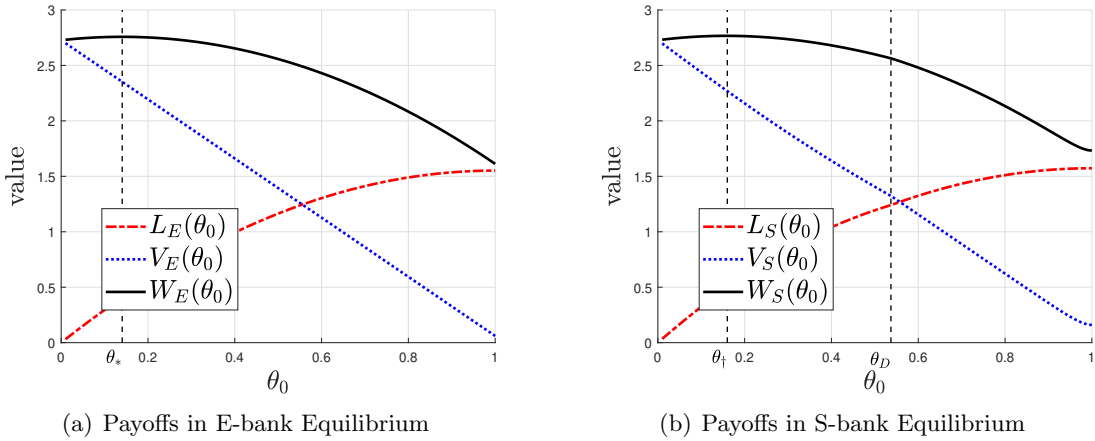 3
2.5
2
1.5
1
0.5
0
value
L_E(θ_0)
V_E(θ_0)
W_E(θ_0)
0 θ_* 0.2 0.4 0.6 0.8 1
θ_0
(a) Payoffs in E-bank Equilibrium
3
2.5
2
1.5
1
0.5
0
value
L_S(θ_0)
V_S(θ_0)
W_S(θ_0)
0 θ_† 0.2 0.4 θ_D 0.6 0.8 1
θ_0
(b) Payoffs in S-bank Equilibrium